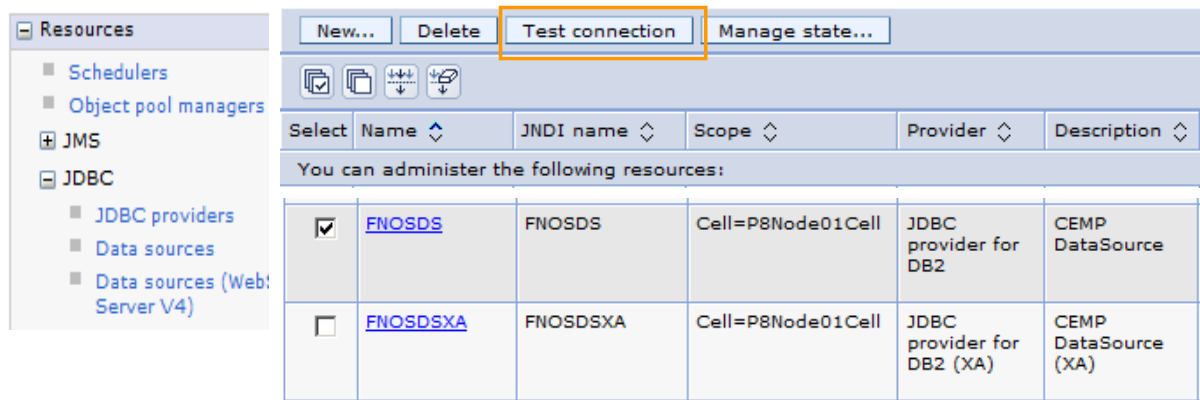 Resources
Schedulers
Object pool managers
JMS
JDBC
JDBC providers
Data sources
Data sources (WebS
Server V4)
New... Delete Test connection Manage state...
Select Name JNDI name Scope Provider Description
You can administer the following resources:
FNOSDS FNOSDS Cell=P8Node01Cell JDBC CEMP
provider for DataSource
DB2
FNOSDSXA FNOSDSXA Cell=P8Node01Cell JDBC CEMP
provider for DataSource
DB2 (XA) (XA)